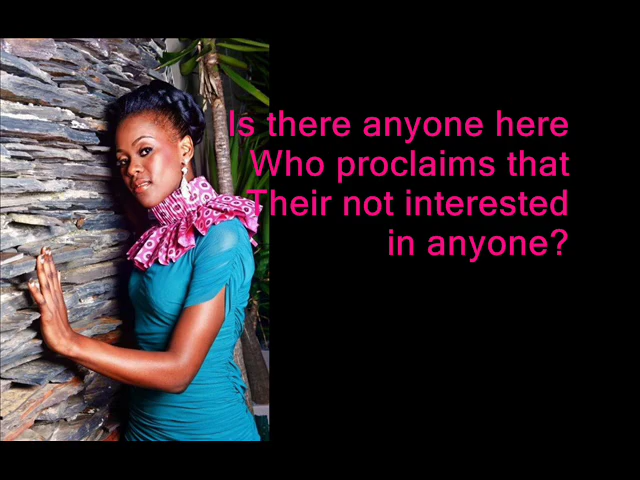 Is there anyone here
Who proclaims that
Their not interested
in anyone?